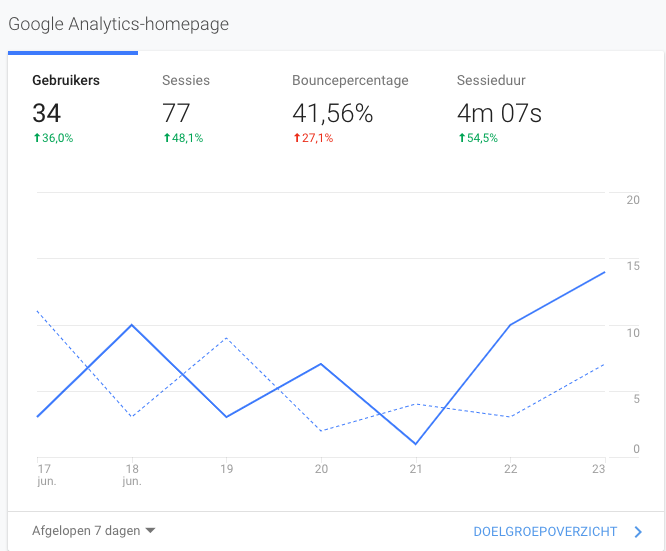 Google Analytics-homepage
Gebruikers Sessies Bouncepercentage Sessieduur
34 77 41,56% 4m 07s
↑36,0% ↑48,1% ↑27,1% ↑54,5%
20
15
10
5
0
17 18 19 20 21 22 23
jun. jun.
Afgelopen 7 dagen DOELGROEPOVERZICHT